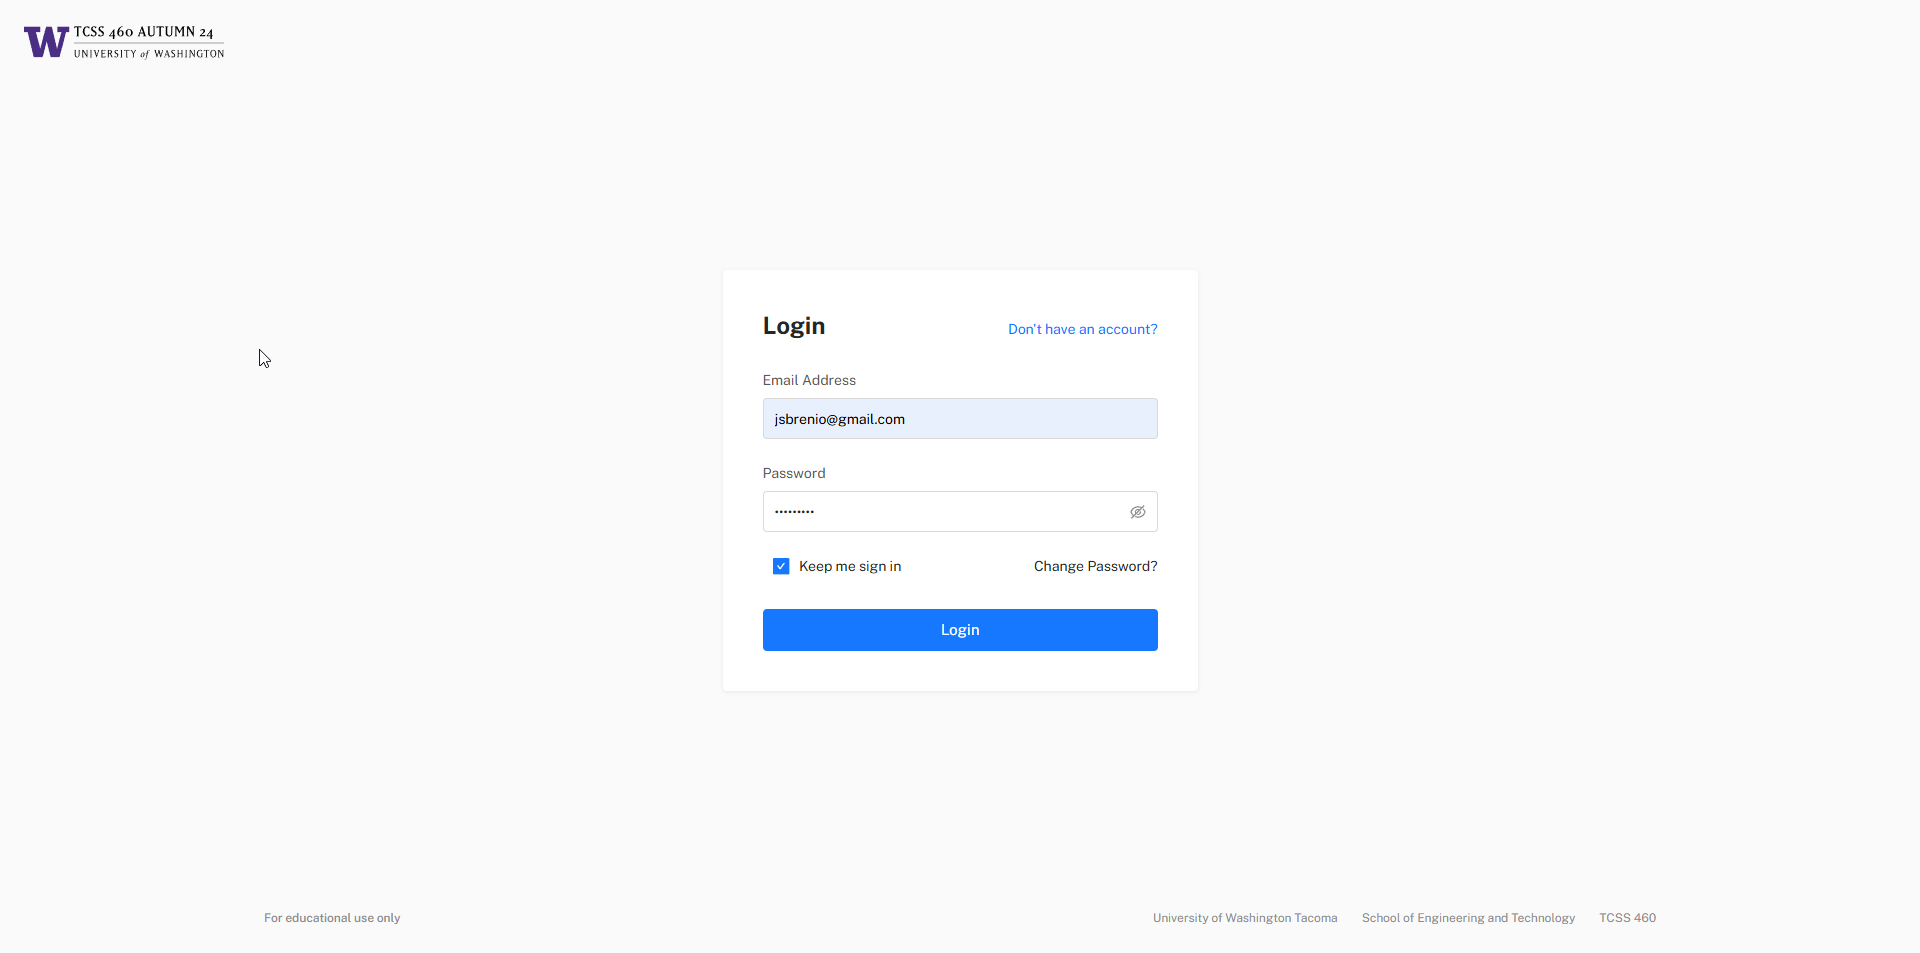 W TCSS 460 AUTUMN 24
UNIVERSITY of WASHINGTON
Login
Don't have an account?
Email Address
jsbrenio@gmail.com
Password
•••••••••
Keep me sign in
Change Password?
Login
For educational use only
University of Washington Tacoma
School of Engineering and Technology
TCSS 460